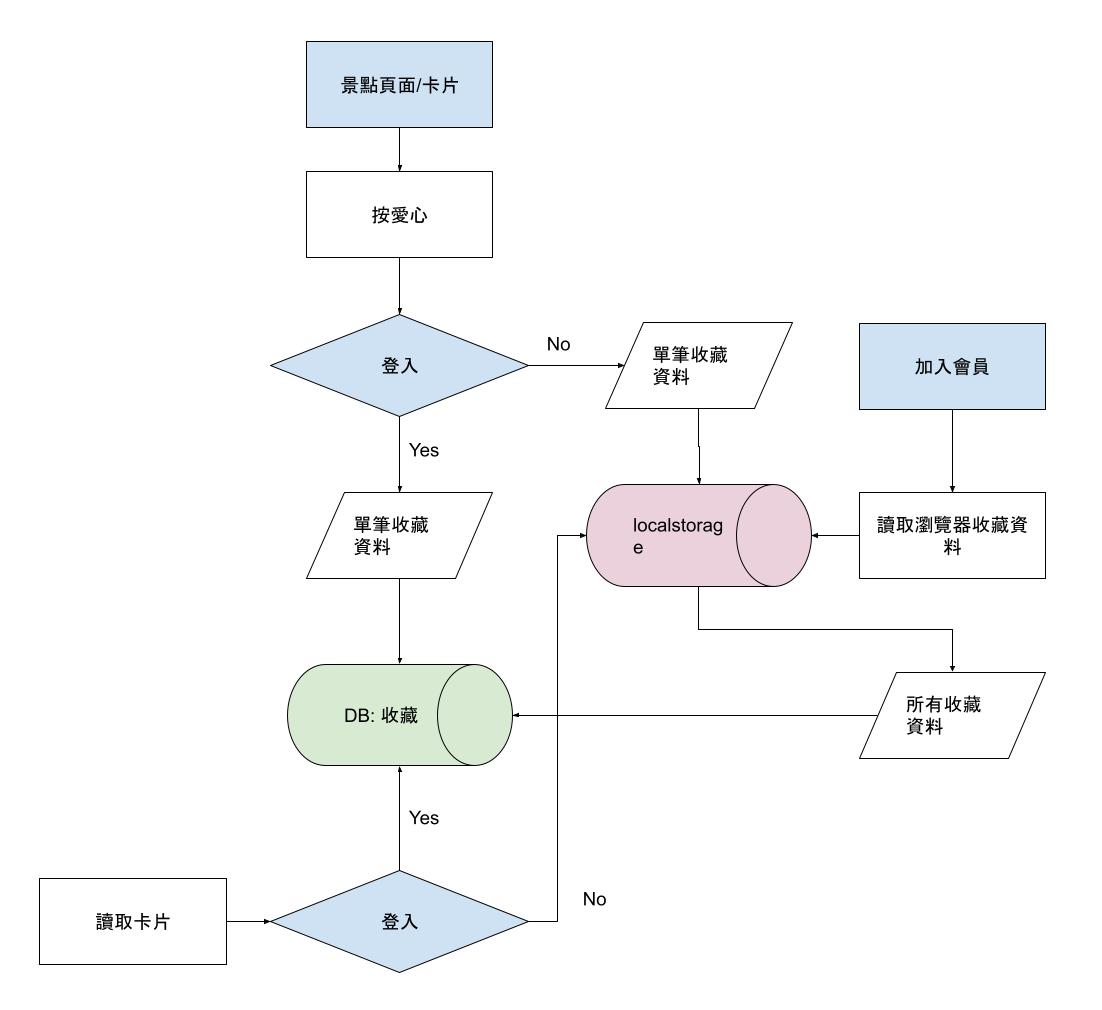 景點頁面/卡片
按愛心
登入
No
單筆收藏
資料
加入會員
Yes
單筆收藏
資料
localstorag
e
讀取瀏覽器收藏資
料
DB: 收藏
所有收藏
資料
Yes
No
讀取卡片
登入